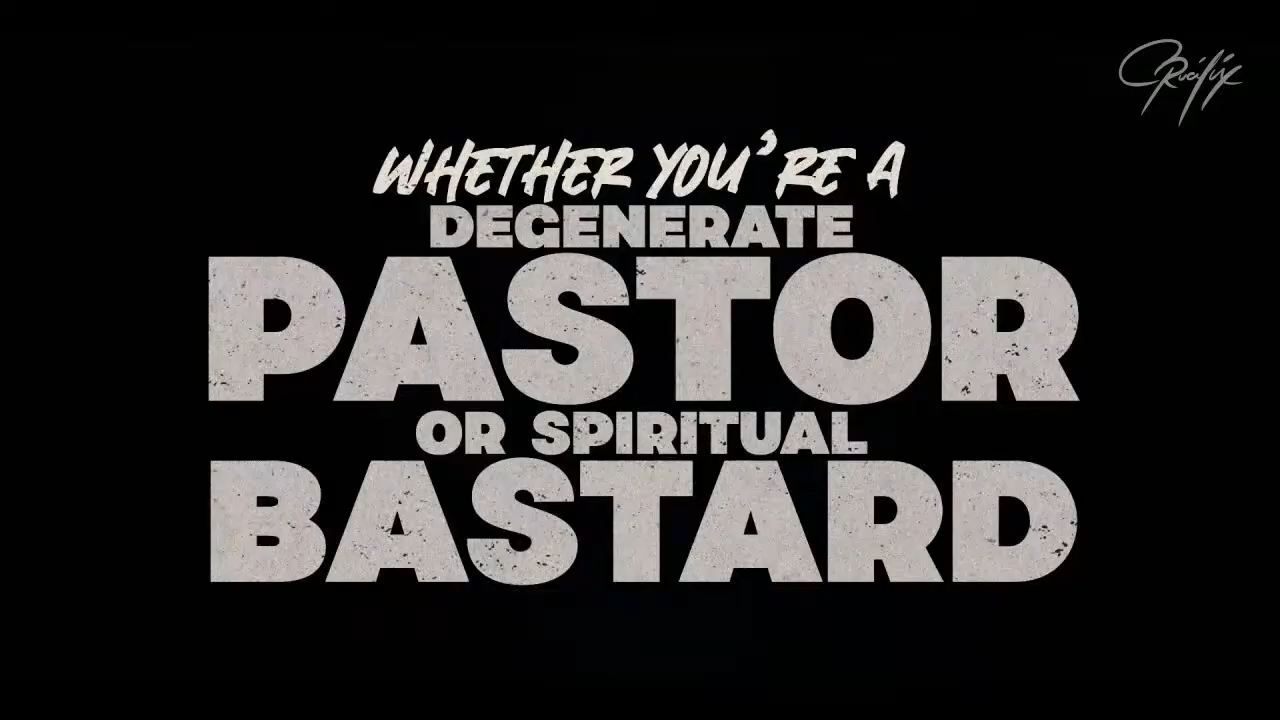 WHETHER YOU'RE A
DEGENERATE
PASTOR
OR SPIRITUAL
BASTARD